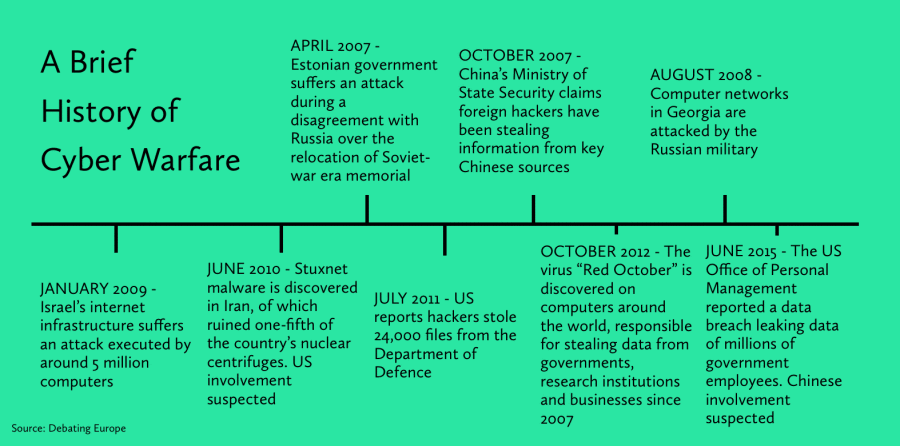 A Brief
History of
Cyber Warfare
APRIL 2007 -
Estonian government
suffers an attack
during a
disagreement with
Russia over the
relocation of Soviet-
war era memorial
OCTOBER 2007 -
China's Ministry of
State Security claims
foreign hackers have
been stealing
information from key
Chinese sources
AUGUST 2008 -
Computer networks
in Georgia are
attacked by the
Russian military
JANUARY 2009 -
Israel's internet
infrastructure suffers
an attack executed by
around 5 million
computers
JUNE 2010 - Stuxnet
malware is discovered
in Iran, of which
ruined one-fifth of
the country's nuclear
centrifuges. US
involvement
suspected
JULY 2011 - US
reports hackers stole
24,000 files from the
Department of
Defence
OCTOBER 2012 - The
virus “Red October” is
discovered on
computers around
the world, responsible
for stealing data from
governments,
research institutions
and businesses since
2007
JUNE 2015 - The US
Office of Personal
Management
reported a data
breach leaking data
of millions of
government
employees. Chinese
involvement
suspected
Source: Debating Europe